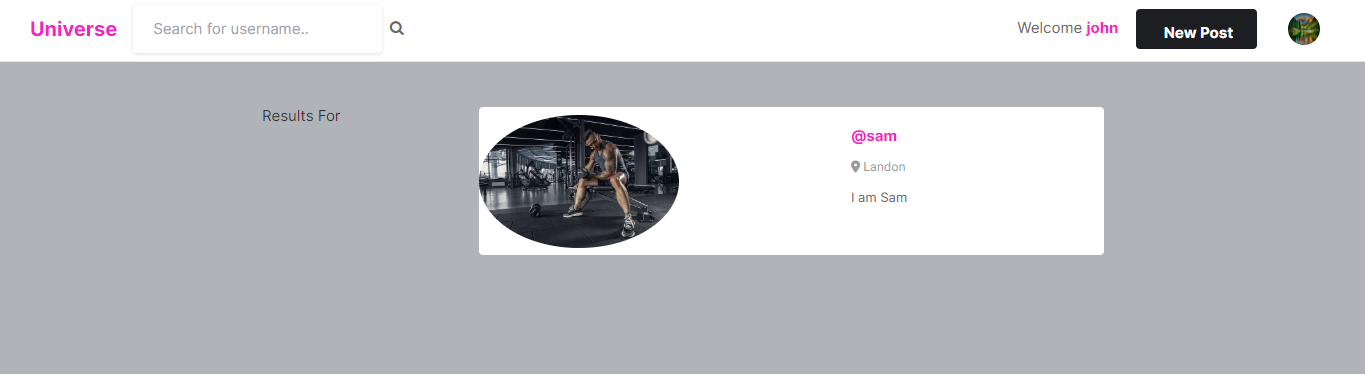 Universe
Search for username..
Welcome john
New Post
Results For
@sam
Landon
I am Sam